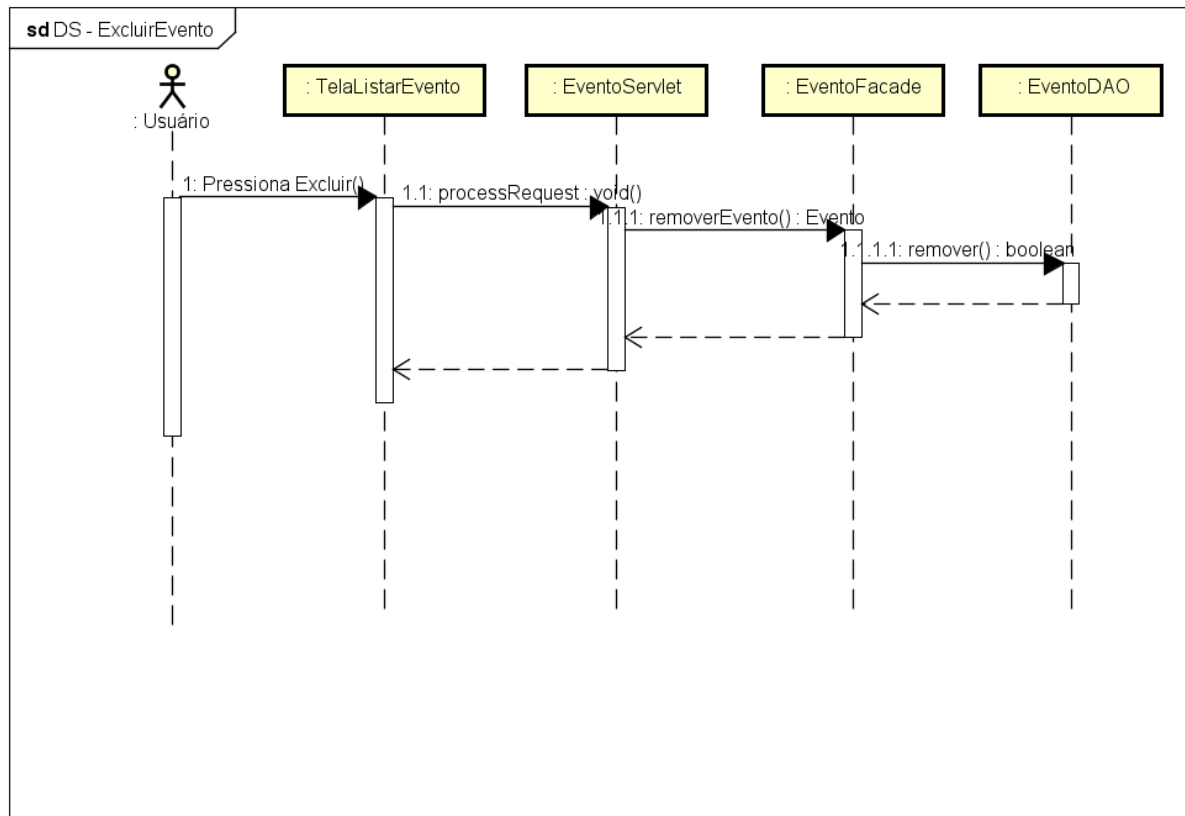 sd DS - ExcluirEvento
: Usuário
: TelaListarEvento
: EventoServlet
: EventoFacade
: EventoDAO
1: Pressiona Excluir()
1.1: processRequest : void()
1.1.1: removerEvento() : Evento
1.1.1.1: remover() : boolean